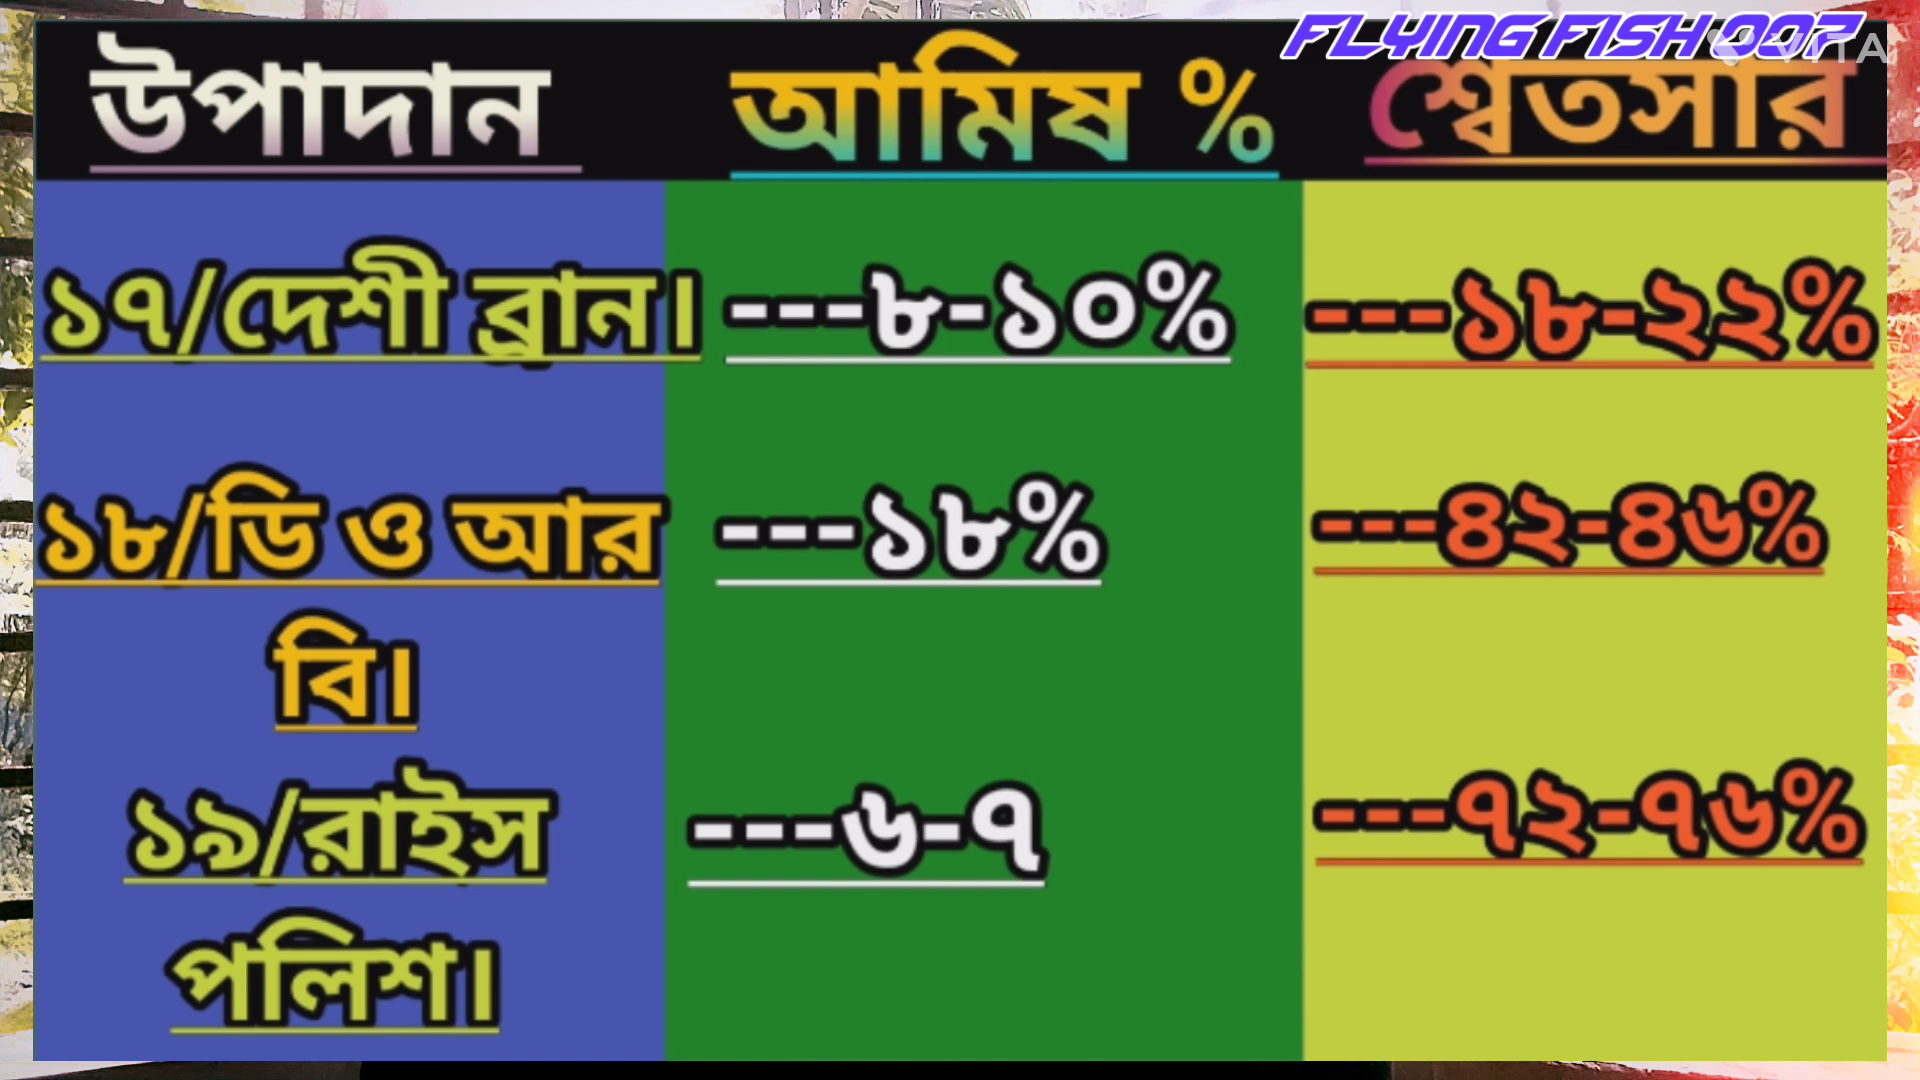 FLYING FISH 007
VITA
উপাদান আমিষ % শ্বেতসার
১৭/দেশী ব্রান। ---৮-১০% ---১৮-২২%
১৮/ডি ও আর ---১৮% ---৪২-৪৬%
বি।
১৯/রাইস ---৬-৭ ---৭২-৭৬%
পলিশ।